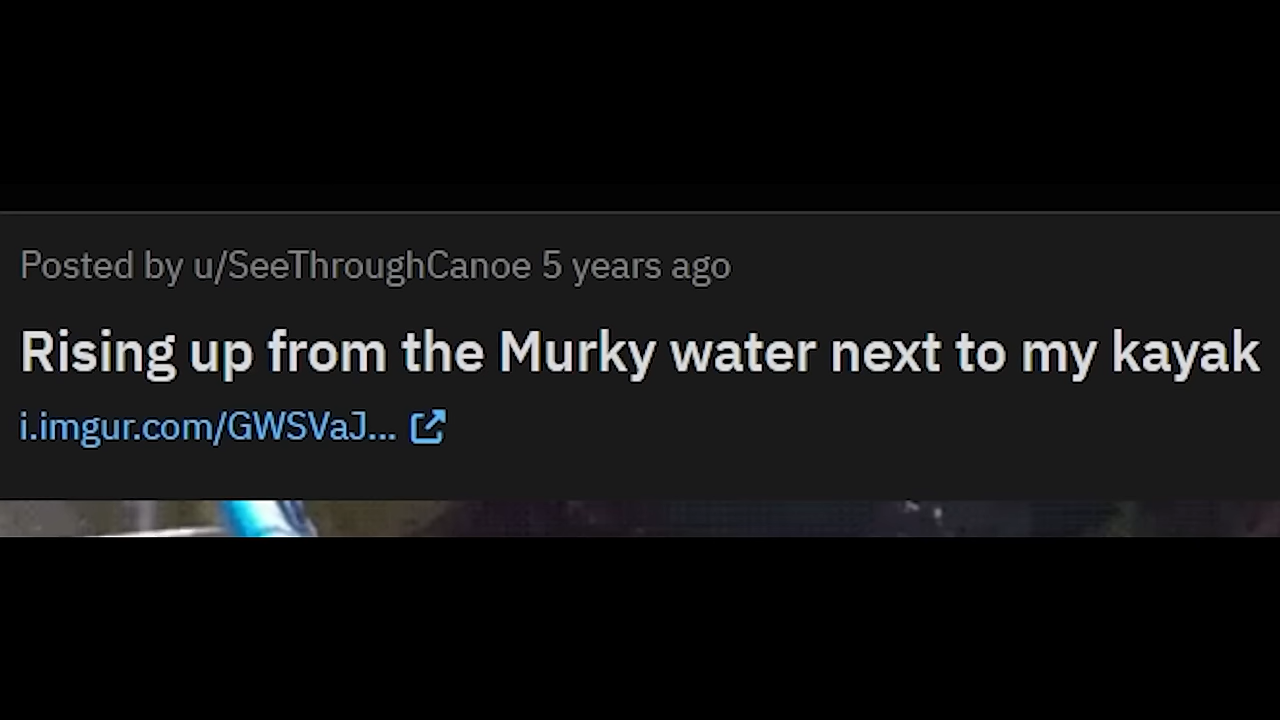 Posted by u/SeeThroughCanoe 5 years ago
Rising up from the Murky water next to my kayak
i.imgur.com/GWSVaJ...